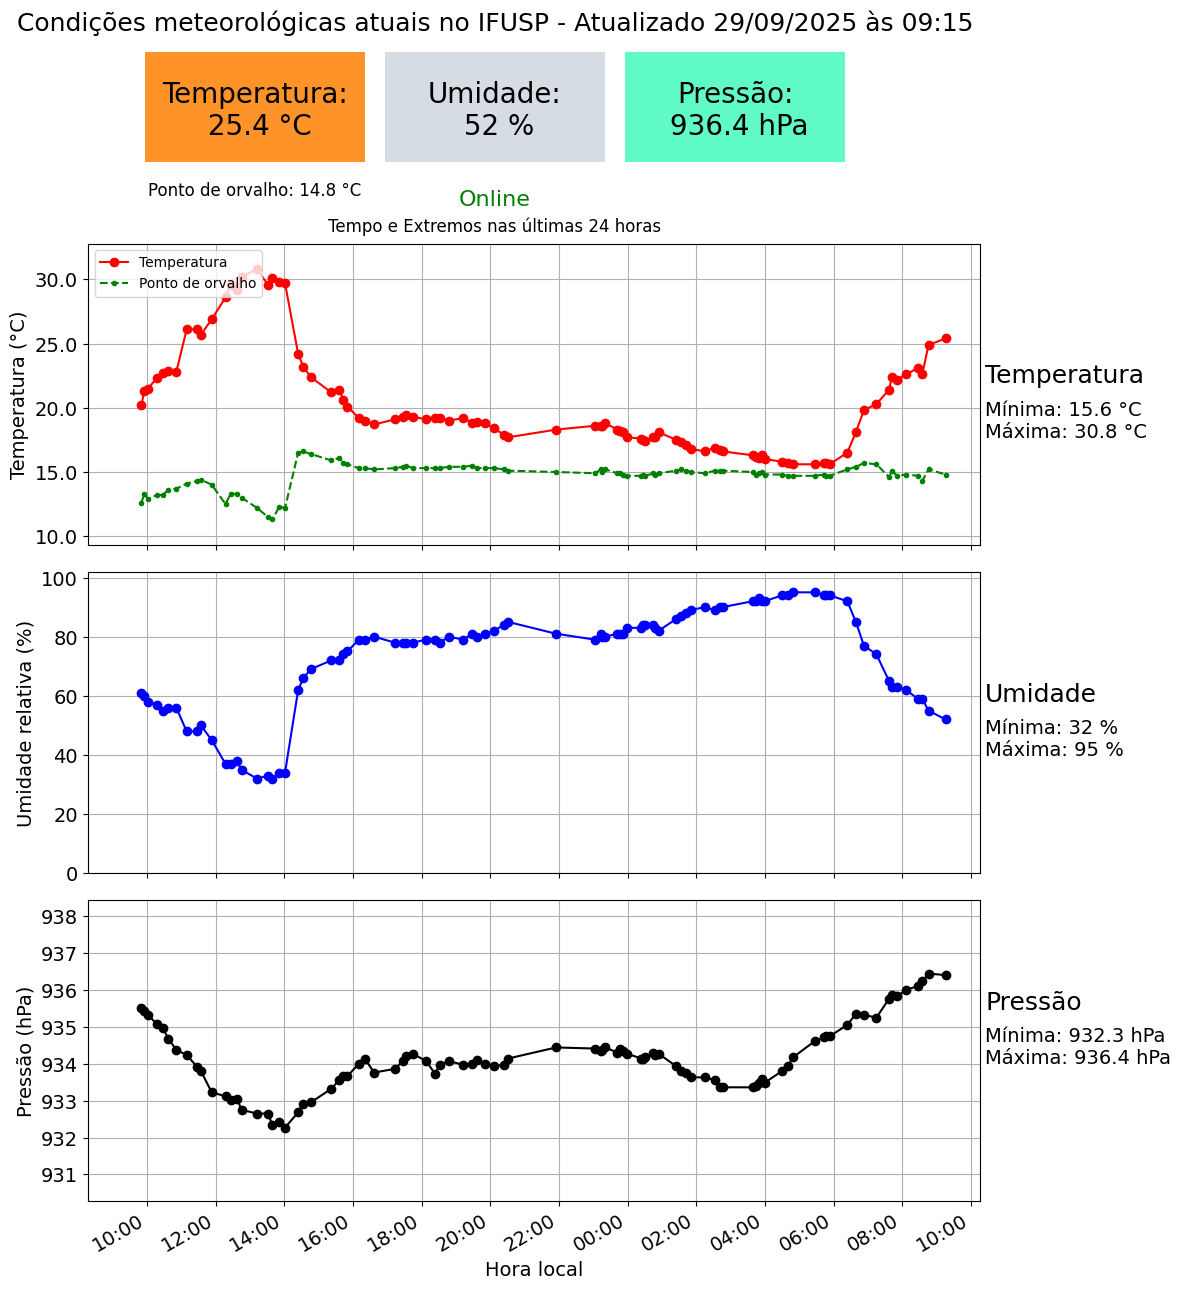 Condições meteorológicas atuais no IFUSP - Atualizado 29/09/2025 às 09:15
Temperatura:
25.4 °C
Umidade:
52 %
Pressão:
936.4 hPa
Ponto de orvalho: 14.8 °C
Online
Tempo e Extremos nas últimas 24 horas
Temperatura
Ponto de orvalho
Temperatura (°C)
30.0
25.0
20.0
15.0
10.0
Temperatura
Mínima: 15.6 °C
Máxima: 30.8 °C
Umidade relativa (%)
100
80
60
40
20
0
Umidade
Mínima: 32 %
Máxima: 95 %
Pressão (hPa)
938
937
936
935
934
933
932
931
Pressão
Mínima: 932.3 hPa
Máxima: 936.4 hPa
10:00 12:00 14:00 16:00 18:00 20:00 22:00 00:00 02:00 04:00 06:00 08:00 10:00
Hora local